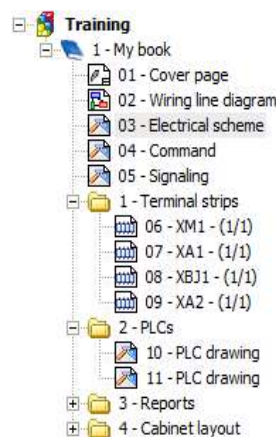 Training
1 - My book
01 - Cover page
02 - Wiring line diagram
03 - Electrical scheme
04 - Command
05 - Signaling
1 - Terminal strips
06 - XM1 - (1/1)
07 - XA1 - (1/1)
08 - XBJ1 - (1/1)
09 - XA2 - (1/1)
2 - PLCs
10 - PLC drawing
11 - PLC drawing
3 - Reports
4 - Cabinet layout